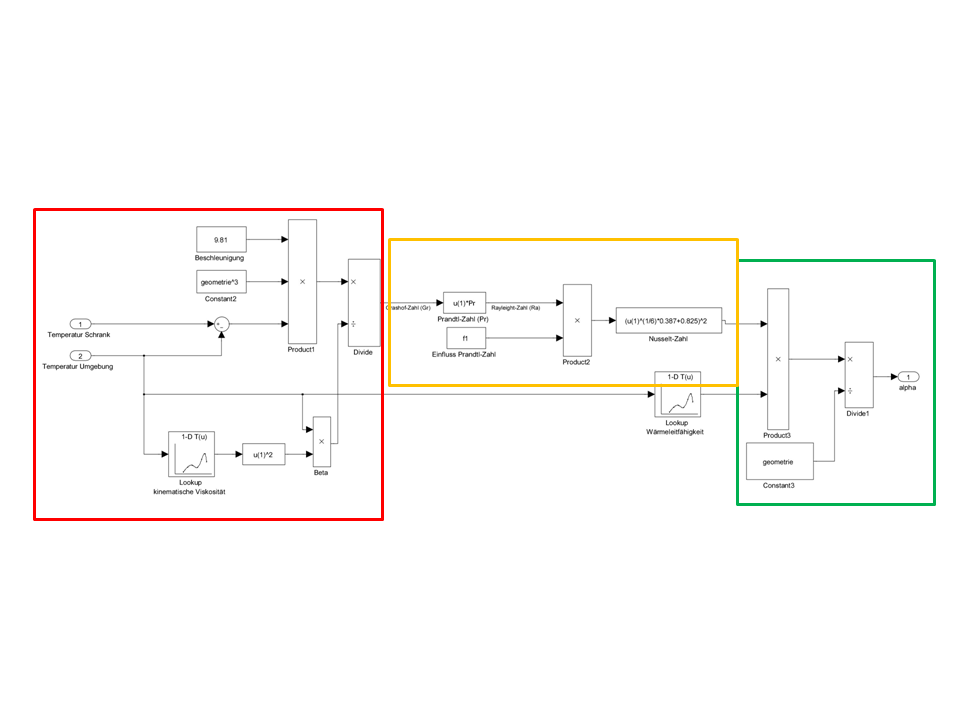 9.81
Beschleunigung
geometrie^3
Constant2
×
Product1
1
Temperatur Schrank
+
-
2
Temperatur Umgebung
×
÷
Divide
1-D T(u)
Lookup
kinematische Viskosität
u(1)^2
×
Beta
Grashof-Zahl (Gr)
u(1)*Pr
Prandtl-Zahl (Pr)
Rayleight-Zahl (Ra)
f1
Einfluss Prandtl-Zahl
×
Product2
(u(1)^(1/6)*0.387+0.825)^2
Nusselt-Zahl
1-D T(u)
Lookup
Wärmeleitfähigkeit
×
Product3
geometrie
Constant3
×
÷
Divide1
1
alpha